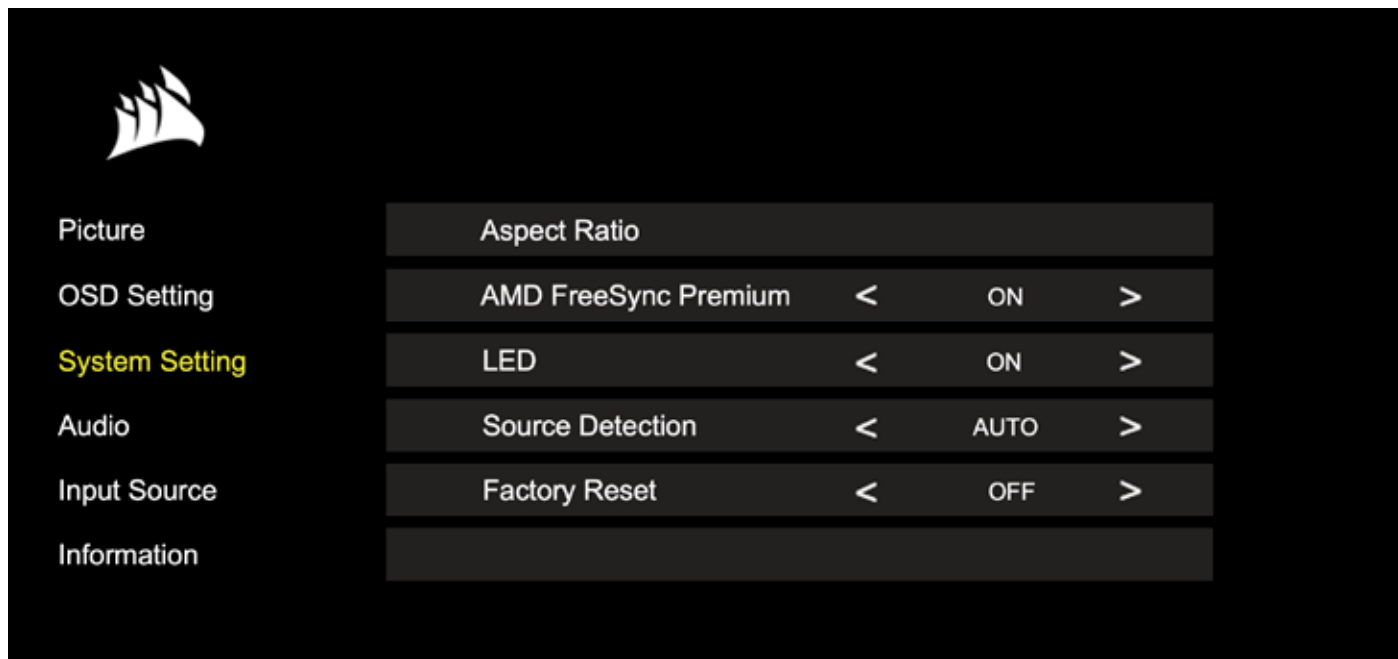 Picture Aspect Ratio
OSD Setting AMD FreeSync Premium < ON >
System Setting LED < ON >
Audio Source Detection < AUTO >
Input Source Factory Reset < OFF >
Information